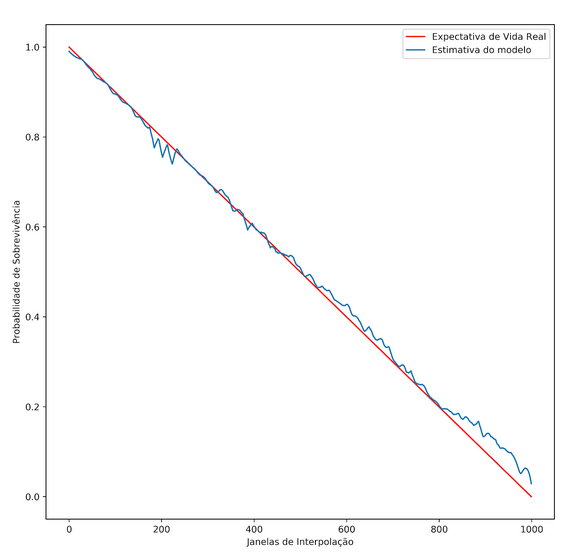 Expectativa de Vida Real
Estimativa do modelo
1.0
0.8
0.6
0.4
0.2
0.0
Probabilidade de Sobrevivência
0 200 400 600 800 1000
Janelas de Interpolação